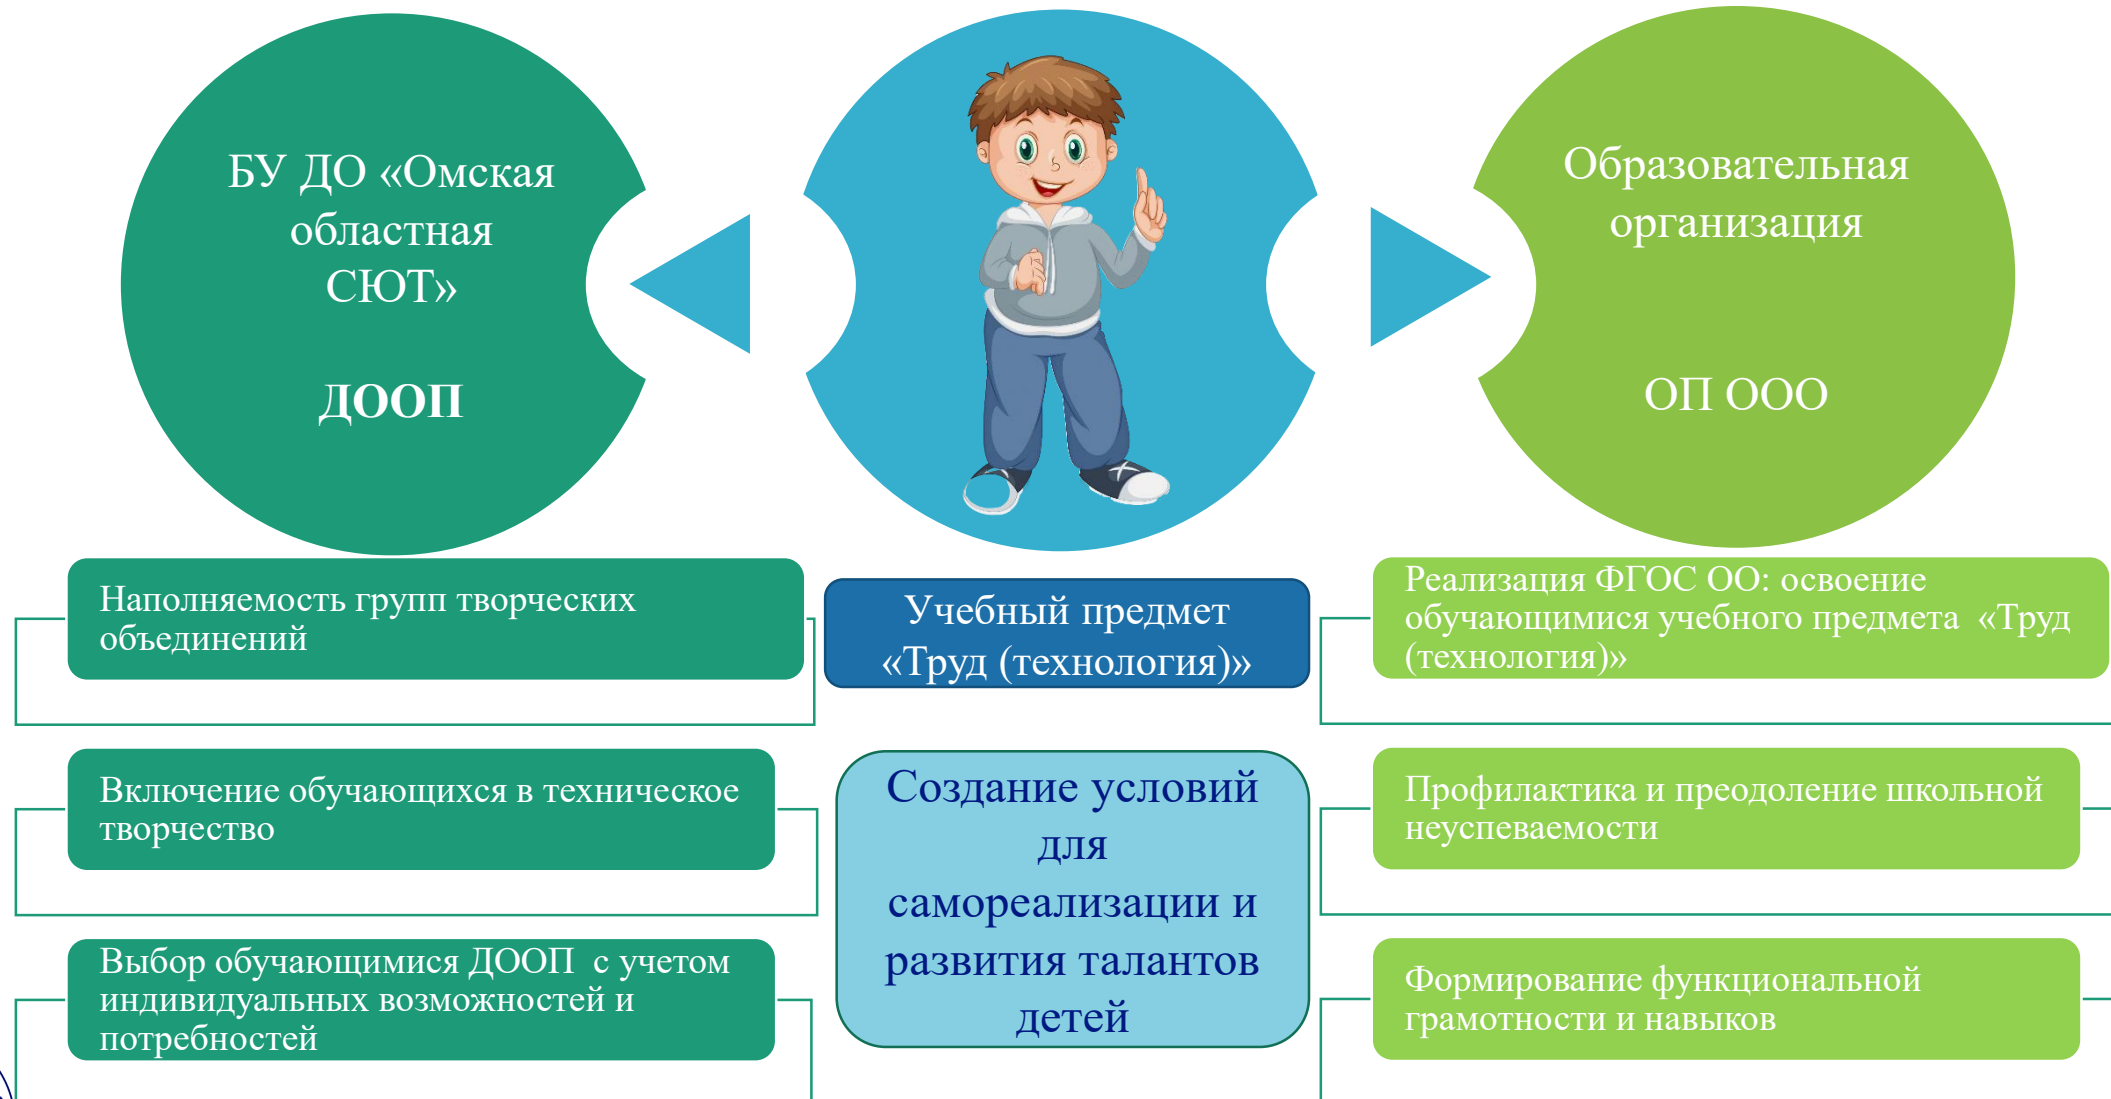 БУ ДО «Омская
областная
СЮТ»
ДООП
Образовательная
организация
ОП ООО
Наполняемость групп творческих
объединений
Включение обучающихся в техническое
творчество
Выбор обучающимися ДООП с учетом
индивидуальных возможностей и
потребностей
Учебный предмет
«Труд (технология)»
Создание условий
для
самореализации и
развития талантов
детей
Реализация ФГОС ОО: освоение
обучающимися учебного предмета «Труд
(технология)»
Профилактика и преодоление школьной
неуспеваемости
Формирование функциональной
грамотности и навыков